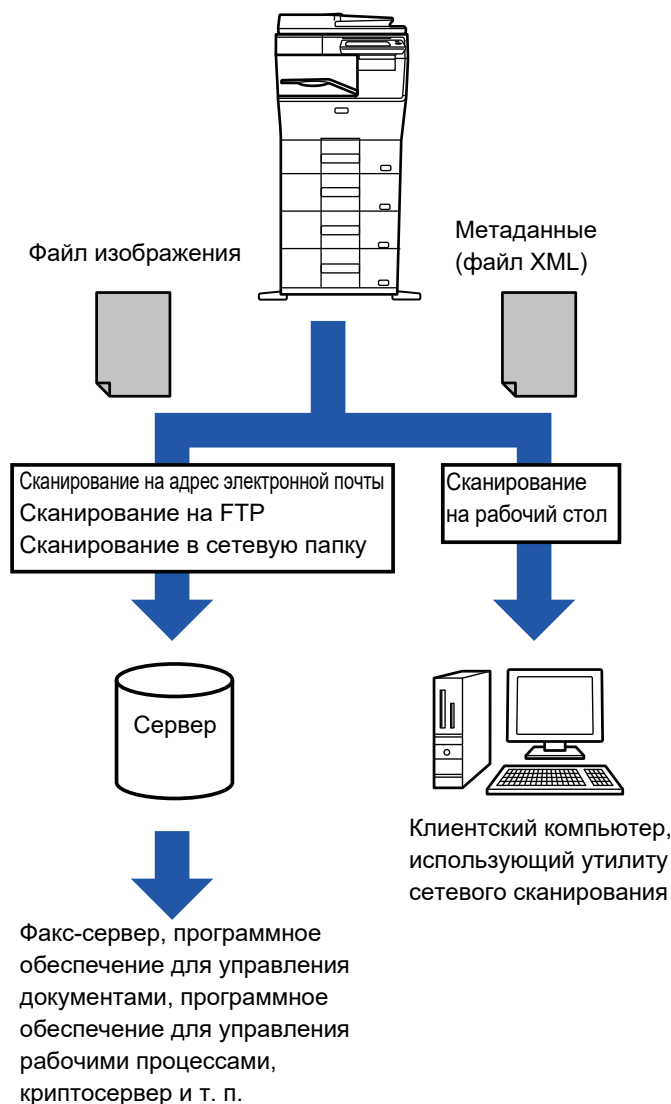 Файл изображения
Метаданные
(файл XML)
Сканирование на адрес электронной почты
Сканирование на FTP
Сканирование в сетевую папку
Сканирование
на рабочий стол
Сервер
Клиентский компьютер,
использующий утилиту
сетевого сканирования
Факс-сервер, программное
обеспечение для управления
документами, программное
обеспечение для управления
рабочими процессами,
криптосервер и т. п.